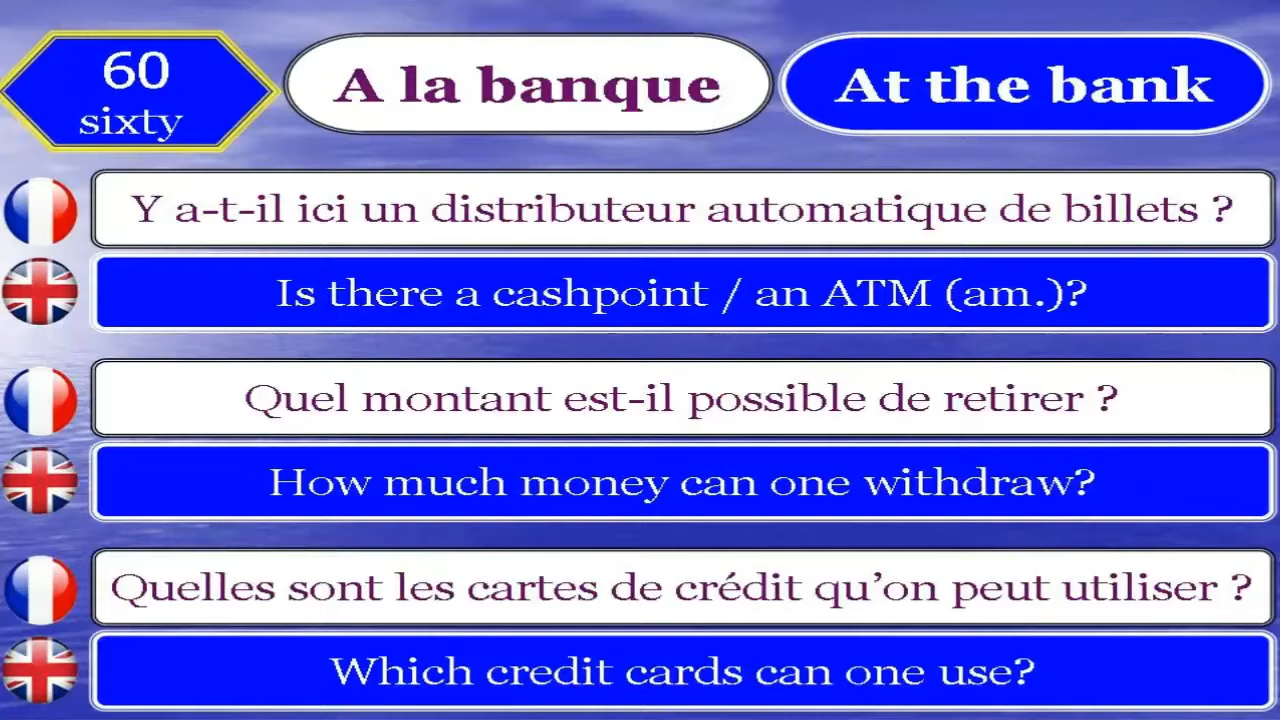 60
sixty
A la banque
At the bank
Y a-t-il ici un distributeur automatique de billets ?
Is there a cashpoint / an ATM (am.)?
Quel montant est-il possible de retirer ?
How much money can one withdraw?
Quelles sont les cartes de crédit qu’on peut utiliser ?
Which credit cards can one use?